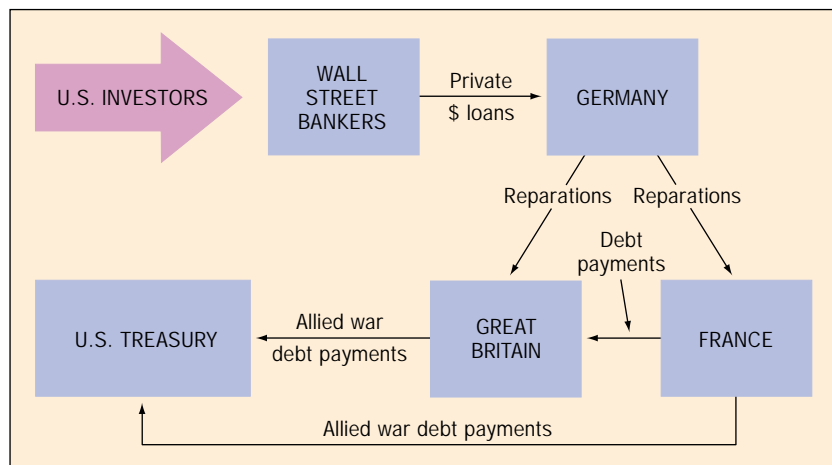 U.S. INVESTORS
WALL
STREET
BANKERS
Private
$ loans
GERMANY
Reparations
Reparations
Debt
payments
U.S. TREASURY
Allied war
debt payments
GREAT
BRITAIN
FRANCE
Allied war debt payments